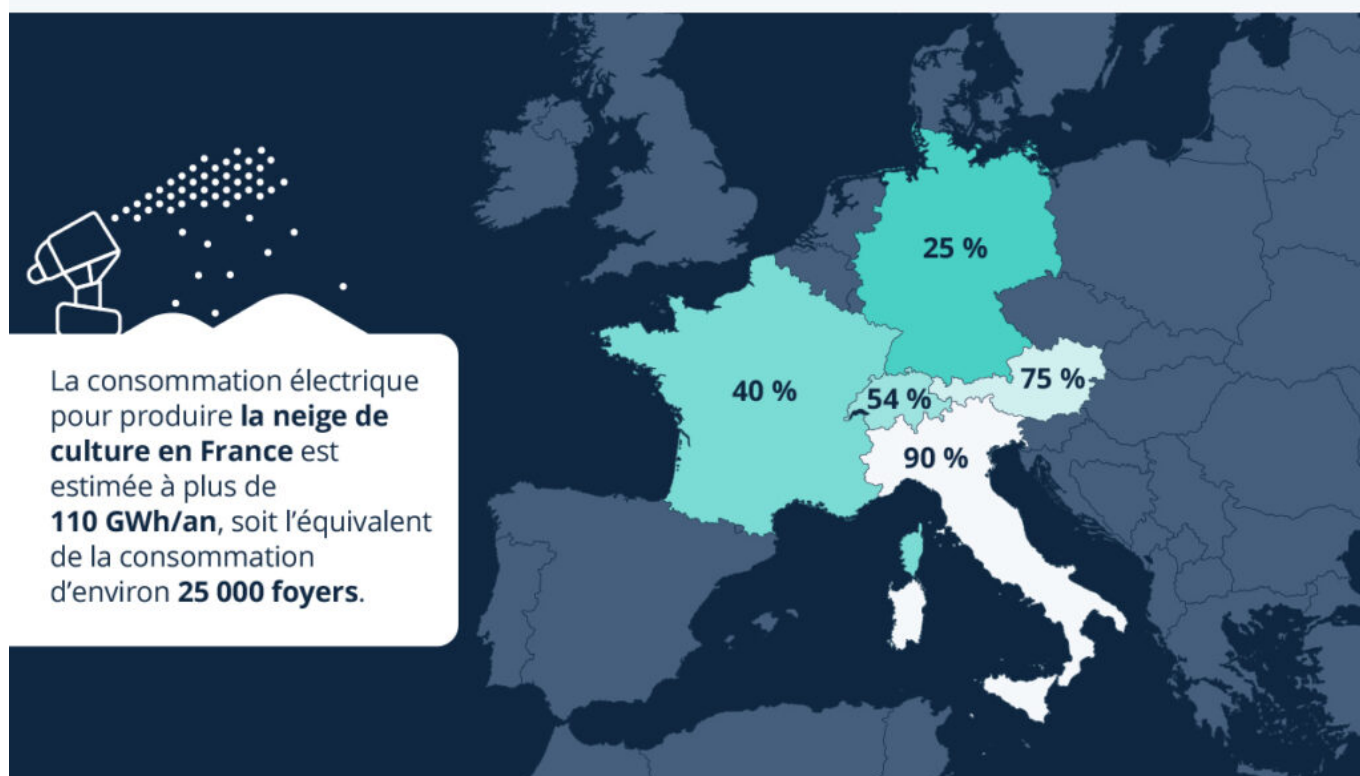 La consommation électrique
pour produire la neige de
culture en France est
estimée à plus de
110 GWh/an, soit l’équivalent
de la consommation
d’environ 25 000 foyers.
25 %
40 %
54 %
75 %
90 %